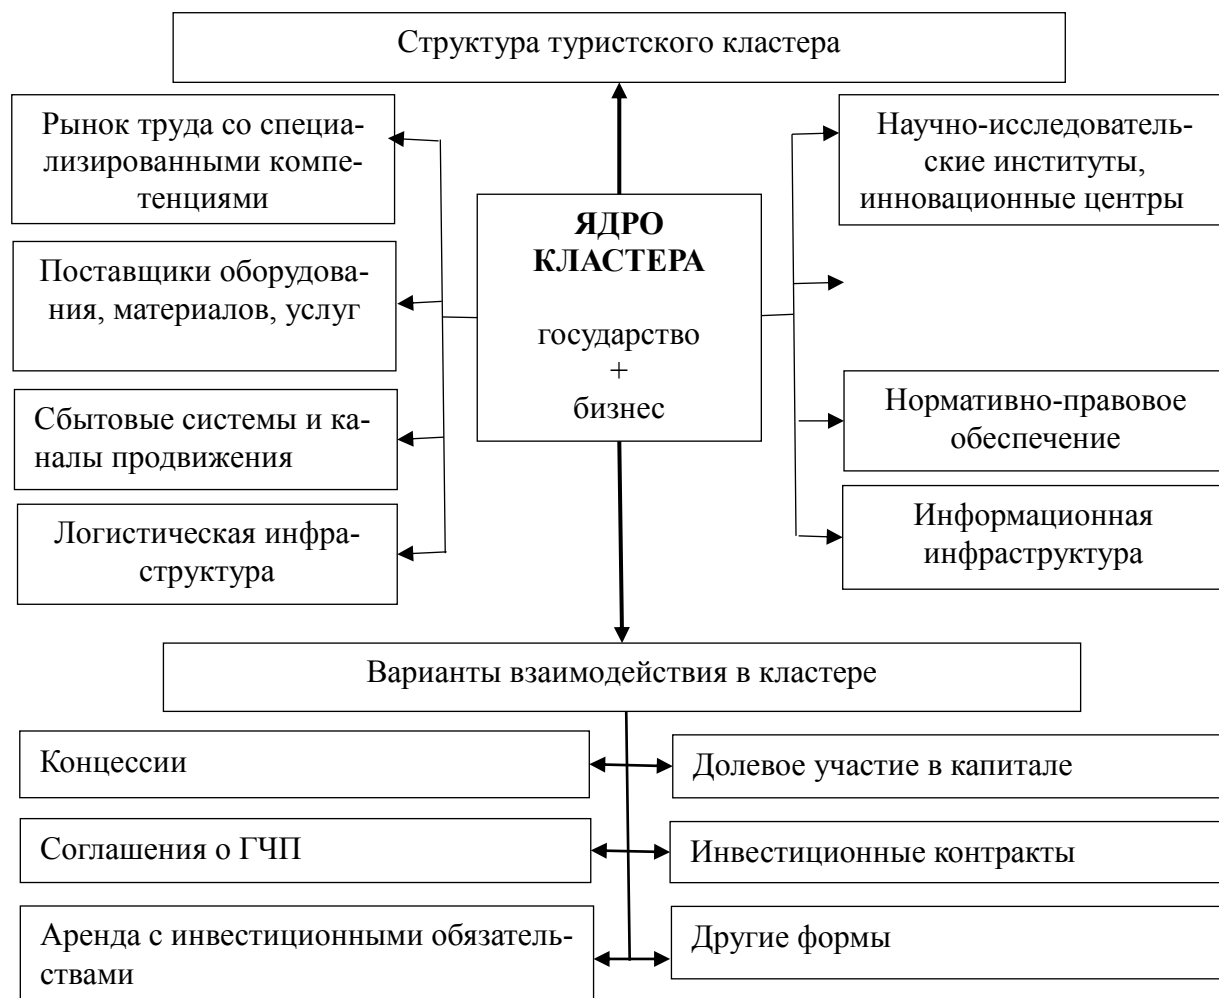 Структура туристского кластера
Рынок труда со специа-
лизированными компе-
тенциями
Поставщики оборудова-
ния, материалов, услуг
Сбытовые системы и ка-
налы продвижения
Логистическая инфра-
структура
ЯДРО
КЛАСТЕРА
государство
+
бизнес
Научно-исследователь-
ские институты,
инновационные центры
Нормативно-правовое
обеспечение
Информационная
инфраструктура
Варианты взаимодействия в кластере
Концессии
Долевое участие в капитале
Соглашения о ГЧП
Инвестиционные контракты
Аренда с инвестиционными обязатель-
ствами
Другие формы